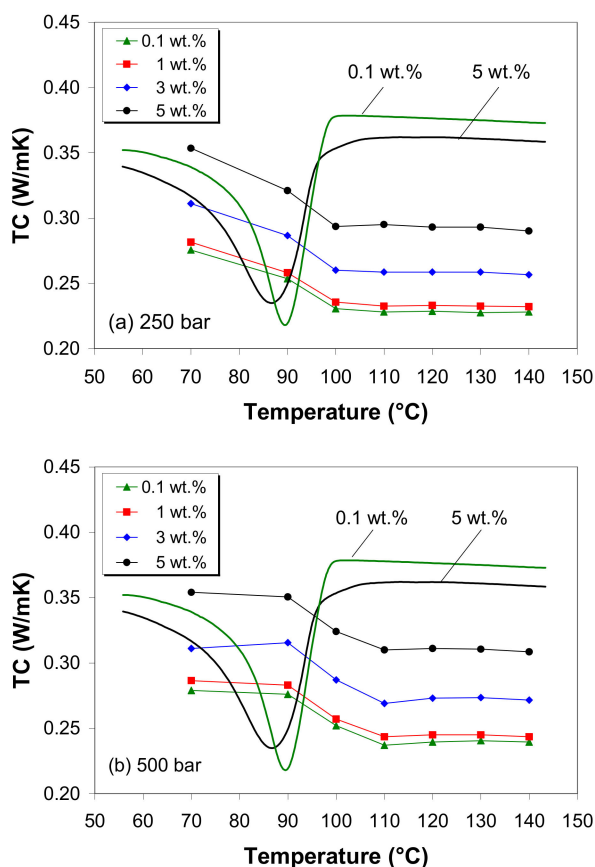 0.45
0.40
0.35
0.30
0.25
0.20
TC (W/mK)
0.1 wt.%
1 wt.%
3 wt.%
5 wt.%
0.1 wt.%
5 wt.%
(a) 250 bar
50 60 70 80 90 100 110 120 130 140 150
Temperature (°C)
0.45
0.40
0.35
0.30
0.25
0.20
TC (W/mK)
0.1 wt.%
1 wt.%
3 wt.%
5 wt.%
0.1 wt.%
5 wt.%
(b) 500 bar
50 60 70 80 90 100 110 120 130 140 150
Temperature (°C)